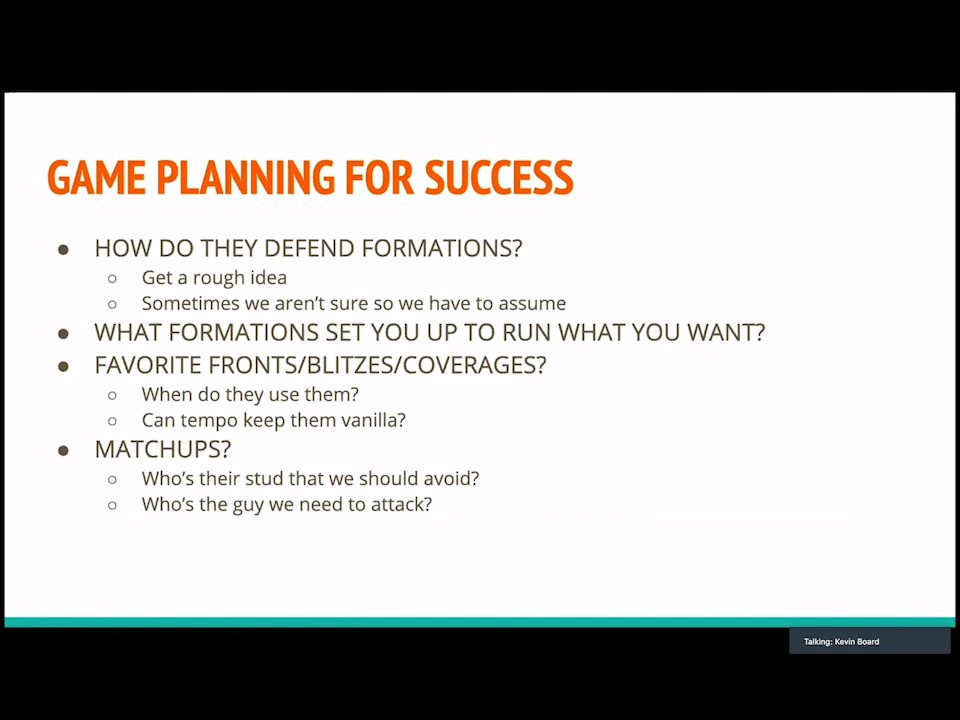 GAME PLANNING FOR SUCCESS
● HOW DO THEY DEFEND FORMATIONS?
○ Get a rough idea
○ Sometimes we aren't sure so we have to assume
● WHAT FORMATIONS SET YOU UP TO RUN WHAT YOU WANT?
● FAVORITE FRONTS/BLITZES/COVERAGES?
○ When do they use them?
○ Can tempo keep them vanilla?
● MATCHUPS?
○ Who's their stud that we should avoid?
○ Who's the guy we need to attack?
Talking: Kevin Board